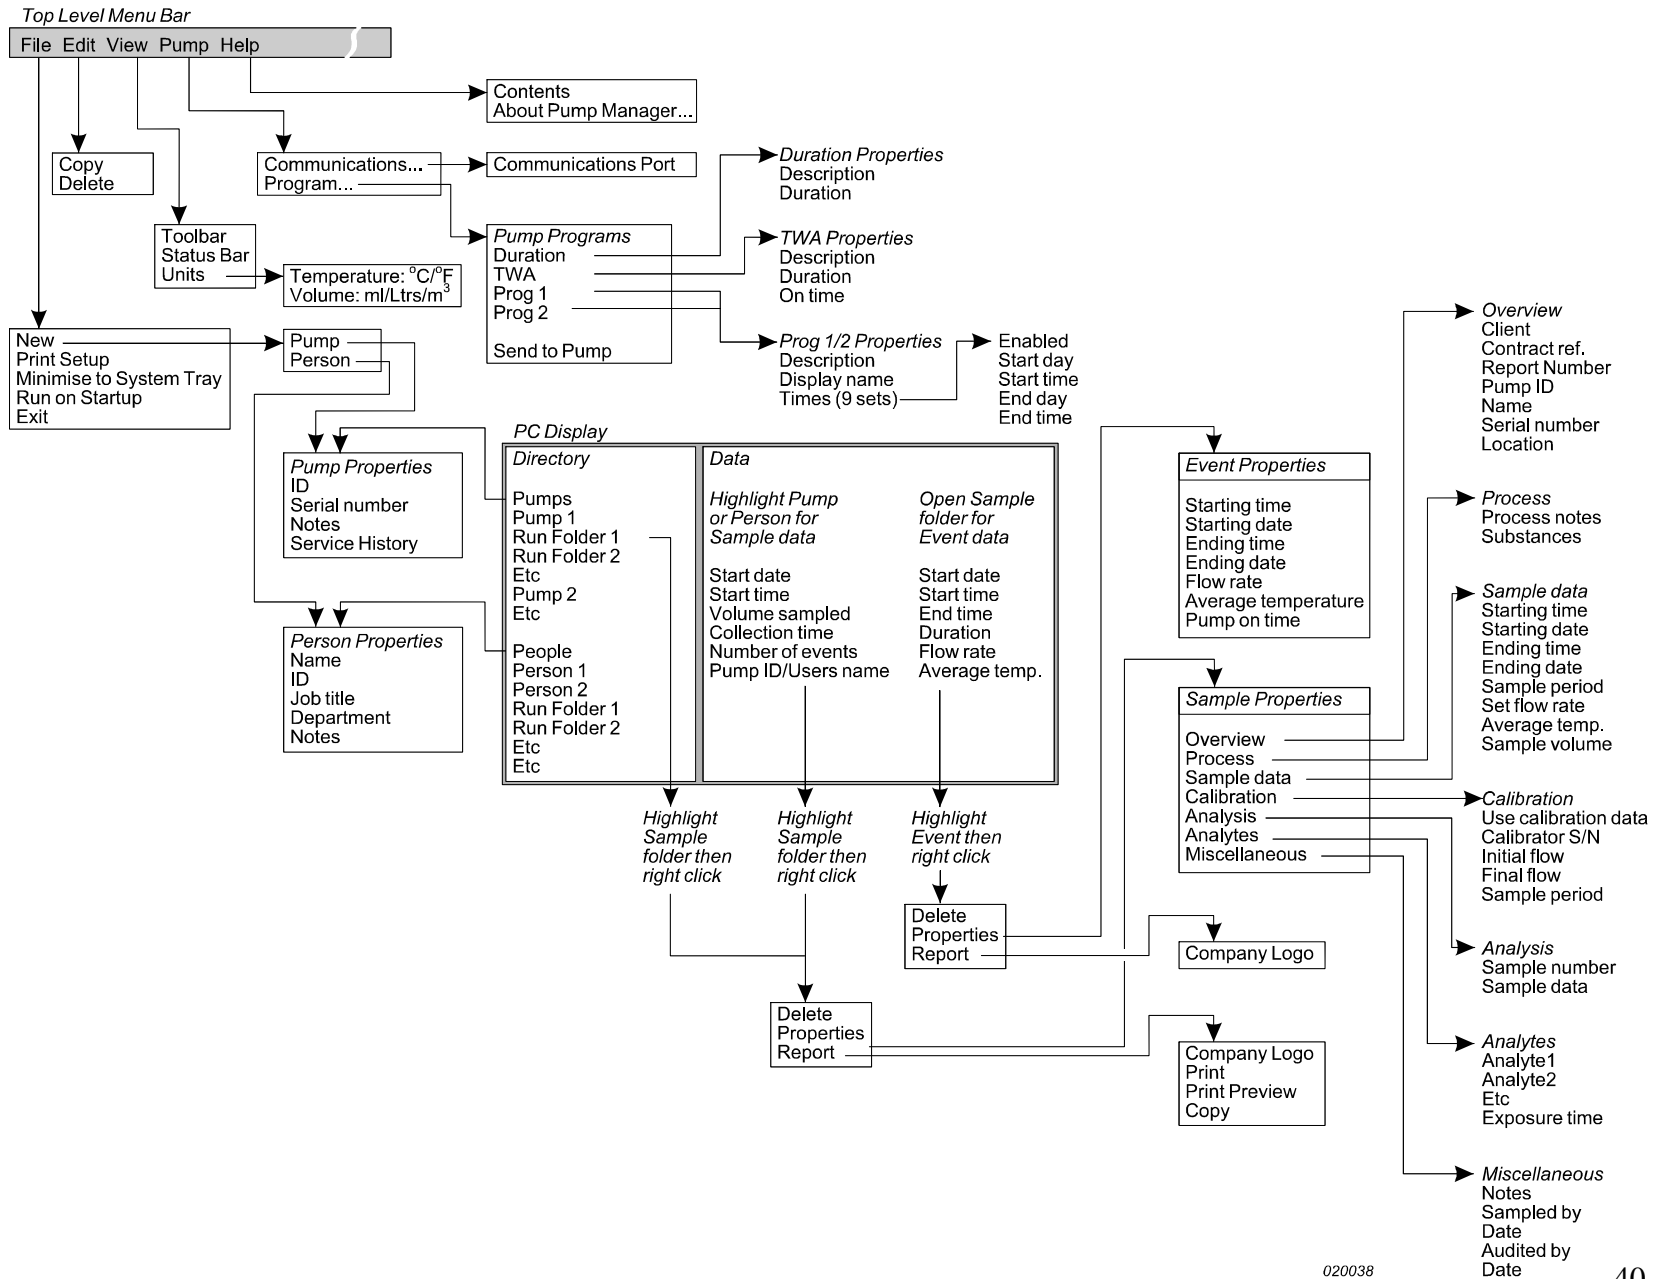 Top Level Menu Bar
File Edit View Pump Help
Contents
About Pump Manager...
Copy
Delete
Communications...
Program...
Communications Port
Duration Properties
Description
Duration
Toolbar
Status Bar
Units
Temperature: °C/°F
Volume: ml/Ltrs/m³
Pump Programs
Duration
TWA
Prog 1
Prog 2
Send to Pump
TWA Properties
Description
Duration
On time
Prog 1/2 Properties
Description
Display name
Times (9 sets)
Enabled
Start day
Start time
End day
End time
New
Print Setup
Minimise to System Tray
Run on Startup
Exit
Pump
Person
Pump Properties
ID
Serial number
Notes
Service History
Person Properties
Name
ID
Job title
Department
Notes
PC Display
Directory
Pumps
Pump 1
Run Folder 1
Run Folder 2
Etc
Pump 2
Etc
People
Person 1
Person 2
Run Folder 1
Run Folder 2
Etc
Etc
Data
Highlight Pump
or Person for
Sample data
Start date
Start time
Volume sampled
Collection time
Number of events
Pump ID/Users name
Open Sample
folder for
Event data
Start date
Start time
End time
Duration
Flow rate
Average temp.
Highlight
Sample
folder then
right click
Highlight
Sample
folder then
right click
Highlight
Event then
right click
Delete
Properties
Report
Delete
Properties
Report
Company Logo
Company Logo
Print
Print Preview
Copy
Event Properties
Starting time
Starting date
Ending time
Ending date
Flow rate
Average temperature
Pump on time
Sample Properties
Overview
Process
Sample data
Calibration
Analysis
Analytes
Miscellaneous
Overview
Client
Contract ref.
Report Number
Pump ID
Name
Serial number
Location
Process
Process notes
Substances
Sample data
Starting time
Starting date
Ending time
Ending date
Sample period
Set flow rate
Average temp.
Sample volume
Calibration
Use calibration data
Calibrator S/N
Initial flow
Final flow
Sample period
Analysis
Sample number
Sample data
Analytes
Analyte1
Analyte2
Etc
Exposure time
Miscellaneous
Notes
Sampled by
Date
Audited by
Date
020038